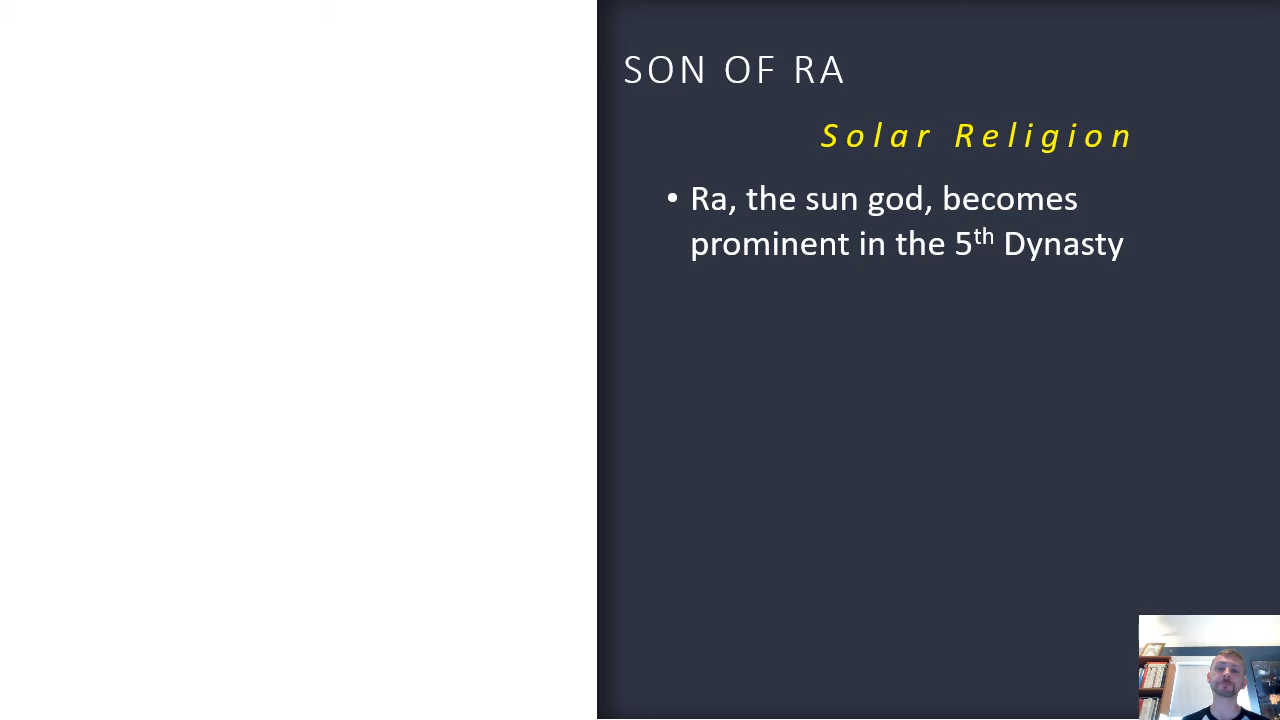 SON OF RA
Solar Religion
• Ra, the sun god, becomes
prominent in the 5th Dynasty